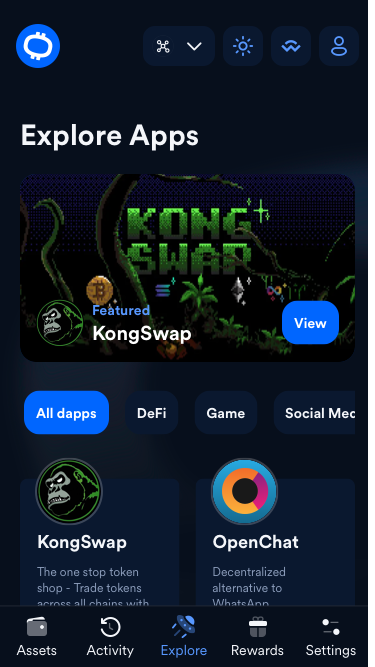 Explore Apps
KONG
SWAP
Featured
KongSwap
View
All dapps
DeFi
Game
Social Med
KongSwap
OpenChat
The one stop token
shop - Trade tokens
across all chains with
Decentralized
alternative to
WhatsApp
Assets
Activity
Explore
Rewards
Settings